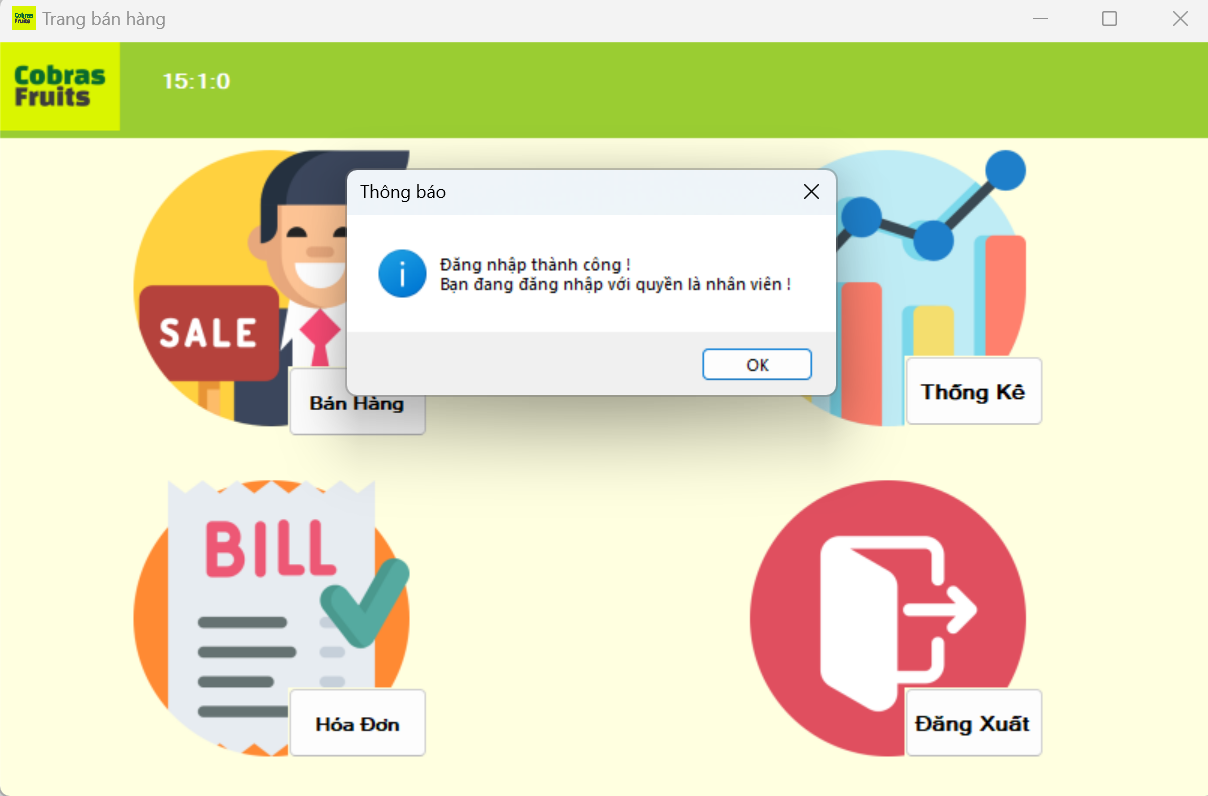 Trang bán hàng
Cobras
Fruits
15:1:0
Thông báo
Đăng nhập thành công !
Bạn đang đăng nhập với quyền là nhân viên !
OK
SALE
Bán Hàng
Thống Kê
BILL
Hóa Đơn
Đăng Xuất